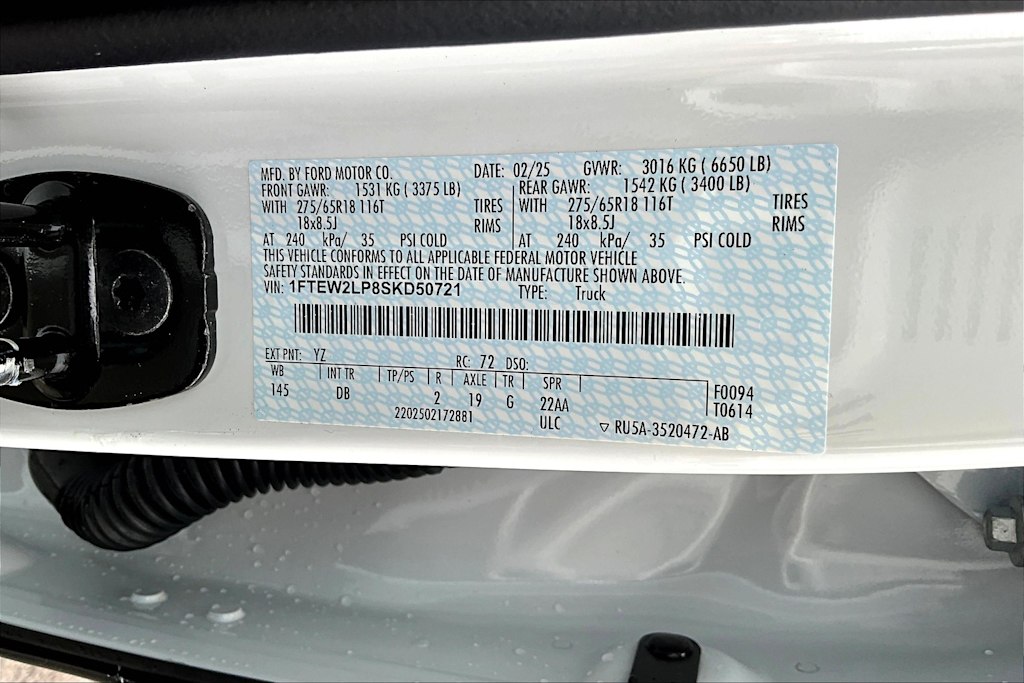 MFD. BY FORD MOTOR CO. DATE: 02/25 GVWR: 3016 KG ( 6650 LB)
FRONT GAWR: 1531 KG ( 3375 LB) REAR GAWR: 1542 KG ( 3400 LB)
WITH 275/65R18 116T TIRES WITH 275/65R18 116T TIRES
18x8.5J RIMS 18x8.5J RIMS
AT 240 kPa/ 35 PSI COLD AT 240 kPa/ 35 PSI COLD
THIS VEHICLE CONFORMS TO ALL APPLICABLE FEDERAL MOTOR VEHICLE
SAFETY STANDARDS IN EFFECT ON THE DATE OF MANUFACTURE SHOWN ABOVE.
VIN: 1FTEW2LP8SKD50721 TYPE: Truck
EXT PNT: YZ RC: 72 DSO:
WB INT TR TP/PS R AXLE TR SPR F0094
145 DB 2 19 G 22AA T0614
2202502172881 ULC ▽ RU5A-3520472-AB